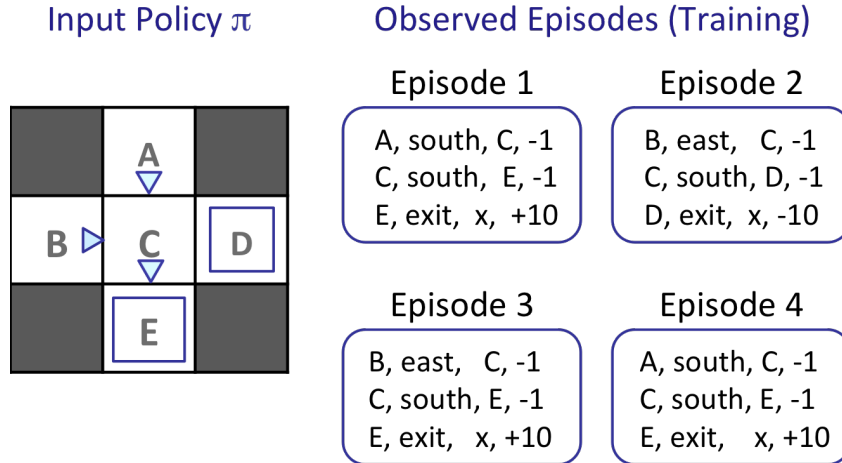 Input Policy π
Observed Episodes (Training)
A
B
C
D
E
Episode 1
A, south, C, -1
C, south, E, -1
E, exit, x, +10
Episode 2
B, east, C, -1
C, south, D, -1
D, exit, x, -10
Episode 3
B, east, C, -1
C, south, E, -1
E, exit, x, +10
Episode 4
A, south, C, -1
C, south, E, -1
E, exit, x, +10